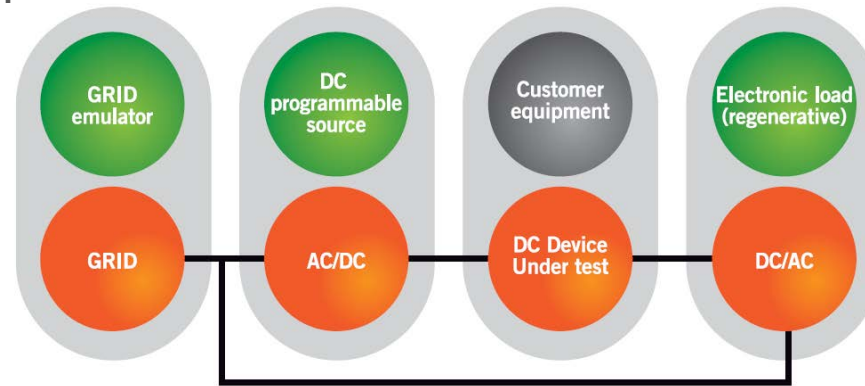 GRID
emulator
DC
programmable
source
Customer
equipment
Electronic load
(regenerative)
GRID
AC/DC
DC Device
Under test
DC/AC